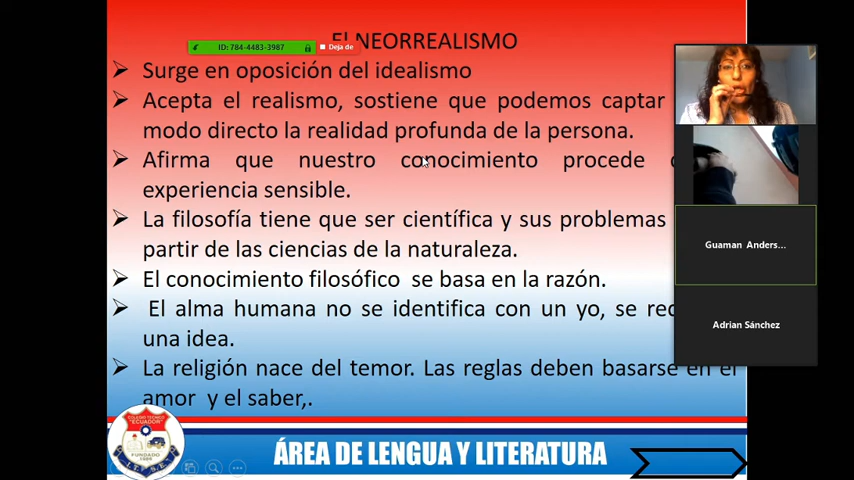 El NEORREALISMO
ID: 784-4483-3987
Deja de
Surge en oposición del idealismo
Acepta el realismo, sostiene que podemos captar
modo directo la realidad profunda de la persona.
Afirma que nuestro conocimiento procede
experiencia sensible.
La filosofía tiene que ser científica y sus problemas
partir de las ciencias de la naturaleza.
El conocimiento filosófico se basa en la razón.
El alma humana no se identifica con un yo, se
una idea.
La religión nace del temor. Las reglas deben basarse en el
amor y el saber,.
Guaman Anders...
Adrian Sánchez
COLEGIO TECNICO
"ECUADOR"
FUNDADO
ÁREA DE LENGUA Y LITERATURA